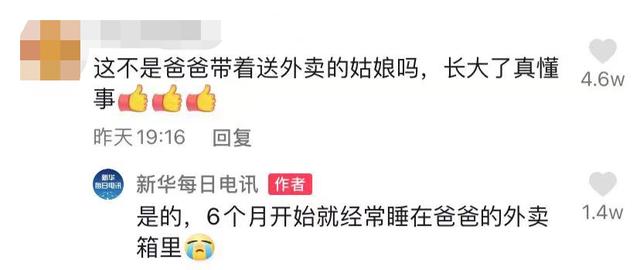 这不是爸爸带着送外卖的姑娘吗，长大了真懂
事👍👍👍
4.6w
昨天19:16 回复
新华
每日电讯
新华每日电讯 作者
是的，6个月开始就经常睡在爸爸的外卖
箱里😭
1.4w